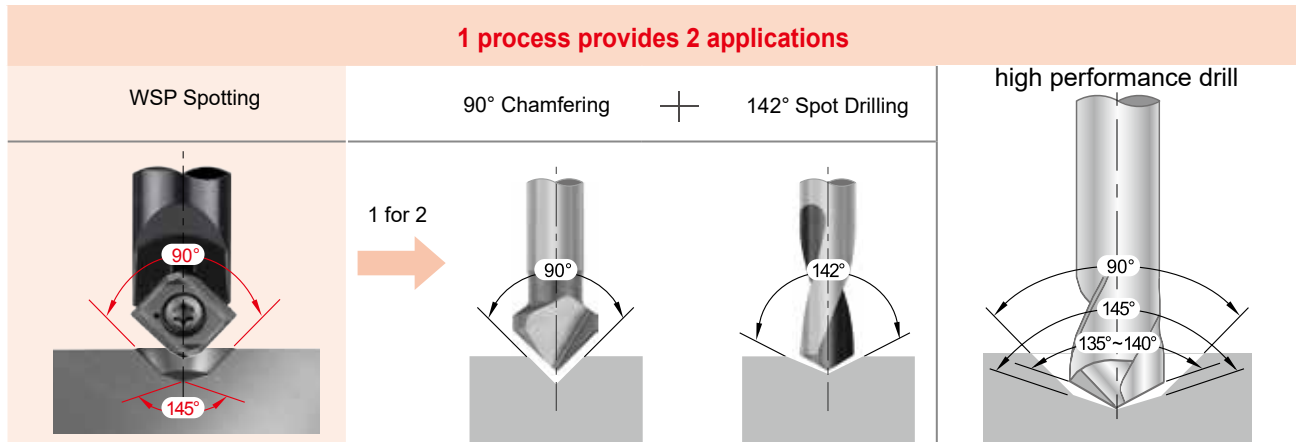 1 process provides 2 applications
WSP Spotting
90° Chamfering
142° Spot Drilling
high performance drill
1 for 2
90°
145°
90°
142°
90°
145°
135°~140°